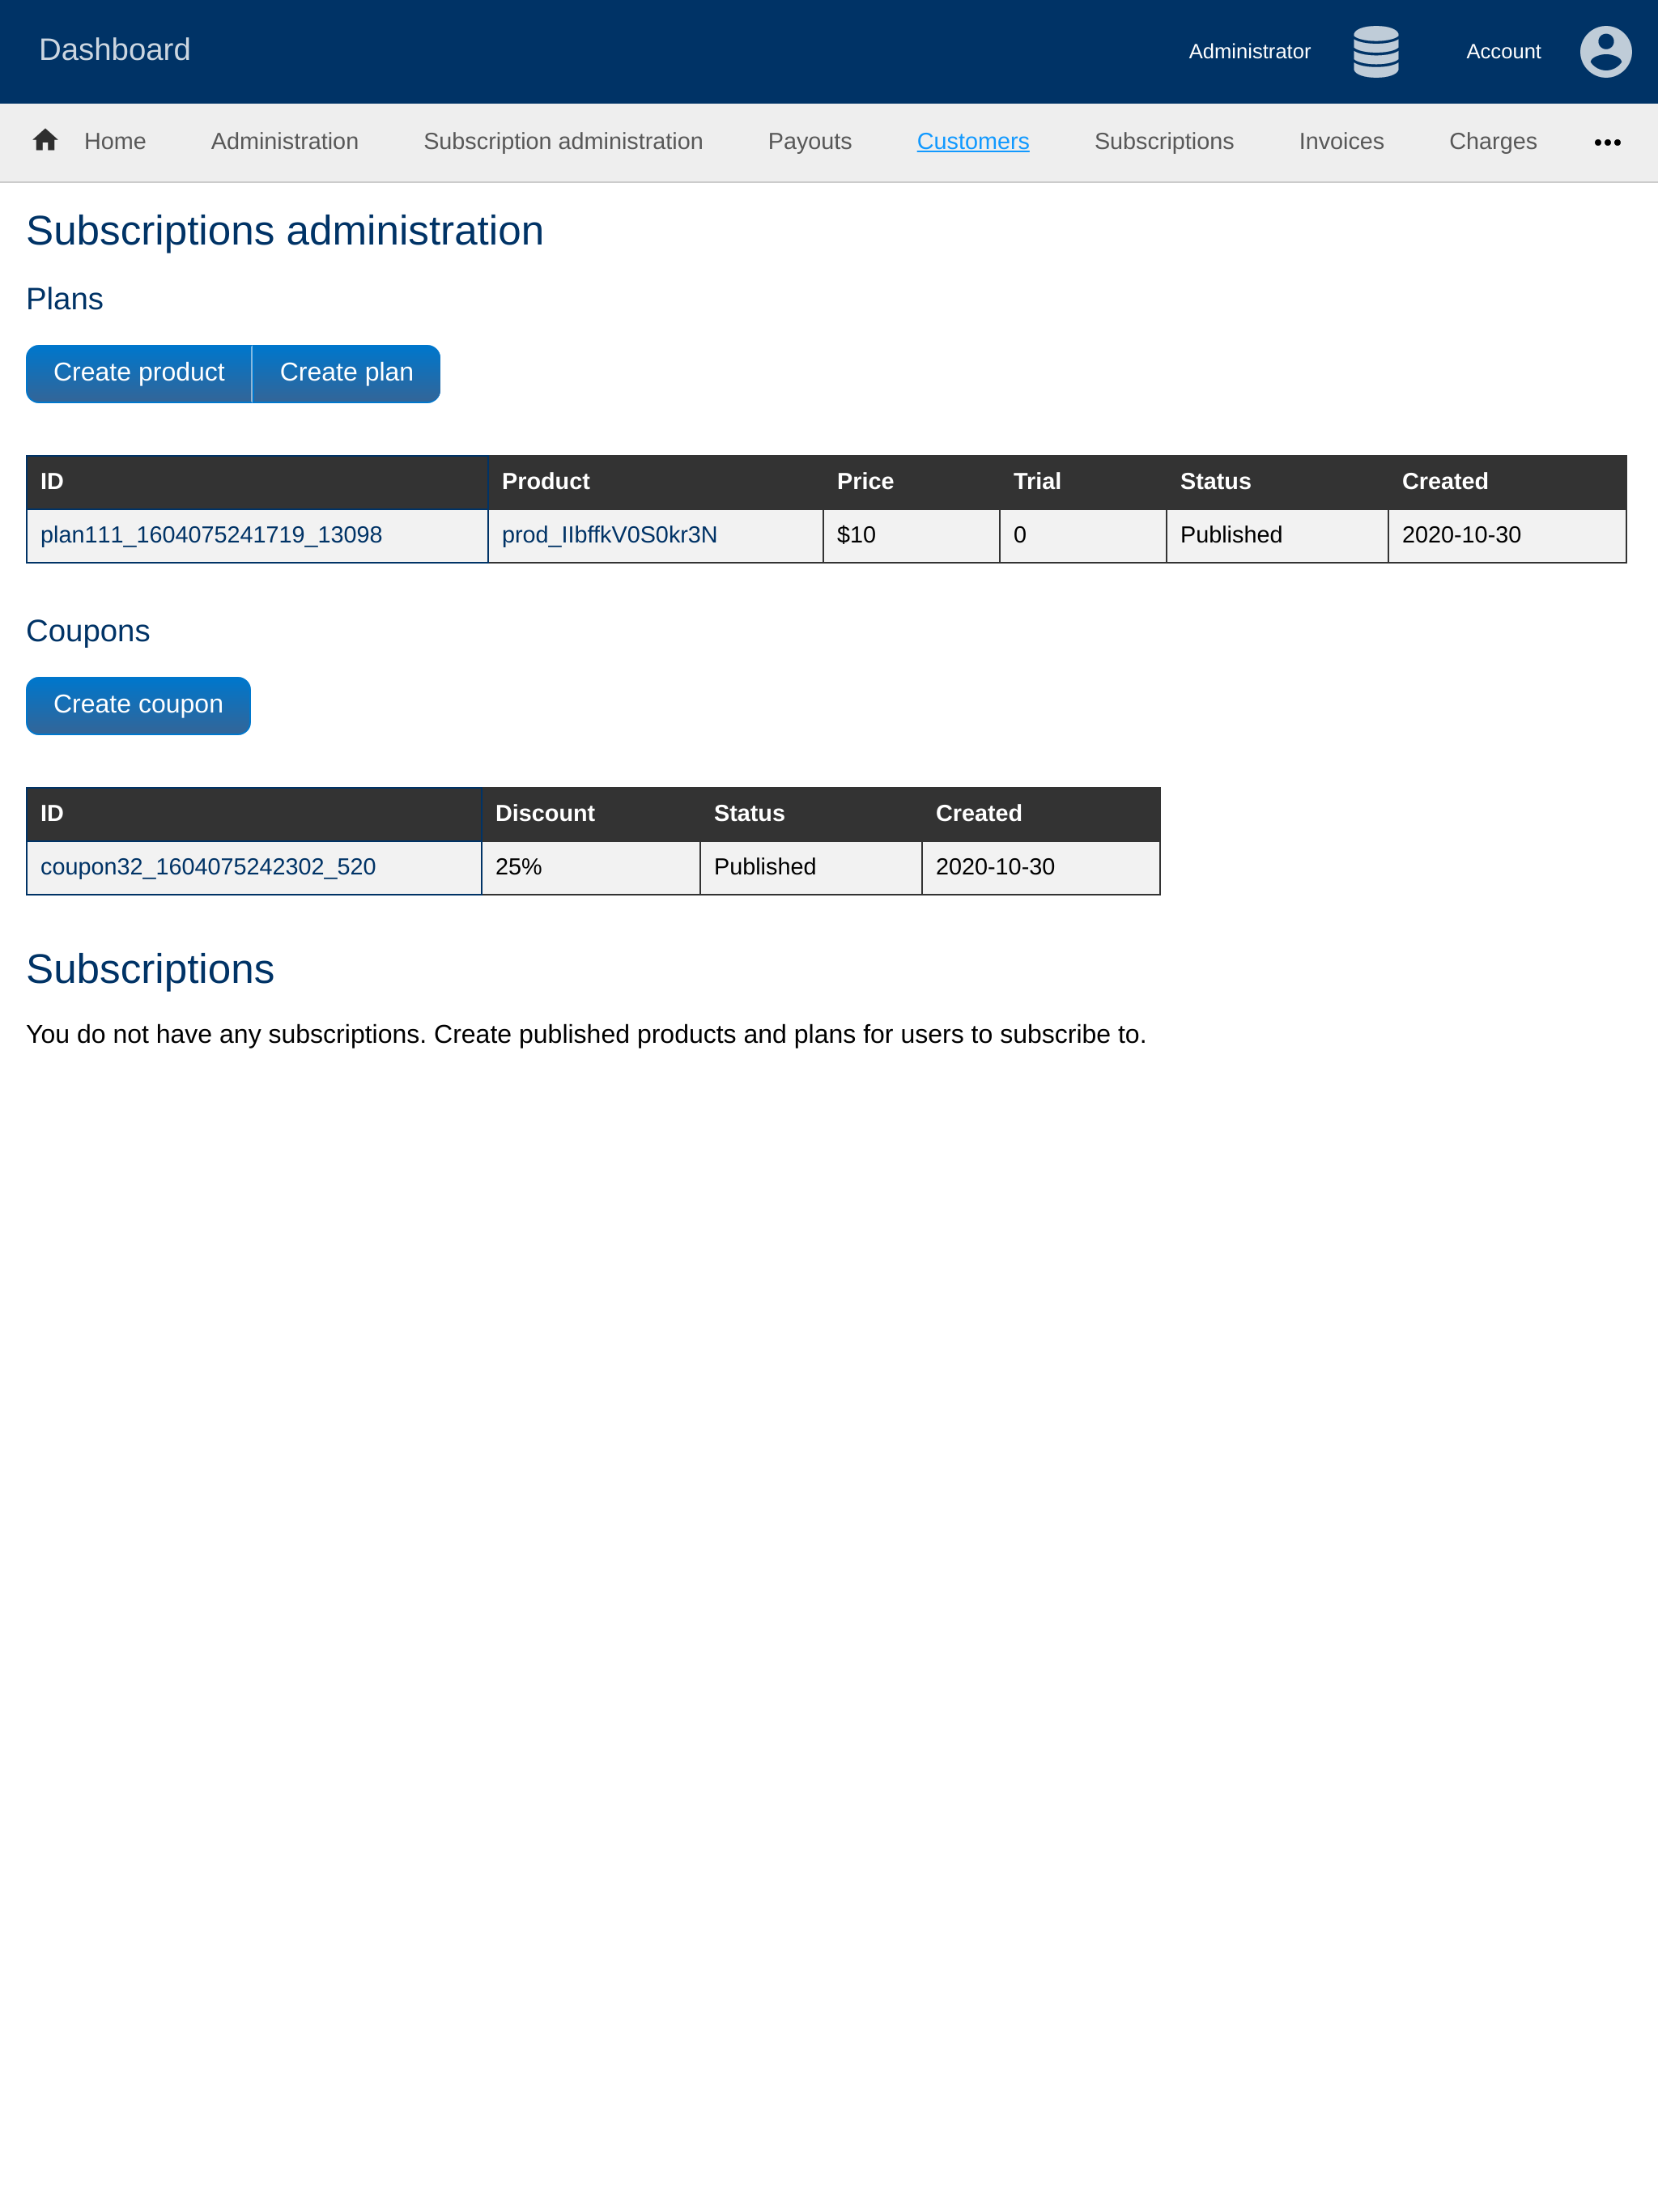 Dashboard
Administrator
Account
Home Administration Subscription administration Payouts Customers Subscriptions Invoices Charges •••
Subscriptions administration
Plans
Create product Create plan
ID Product Price Trial Status Created
plan111_1604075241719_13098 prod_IIbffkV0S0kr3N $10 0 Published 2020-10-30
Coupons
Create coupon
ID Discount Status Created
coupon32_1604075242302_520 25% Published 2020-10-30
Subscriptions
You do not have any subscriptions. Create published products and plans for users to subscribe to.